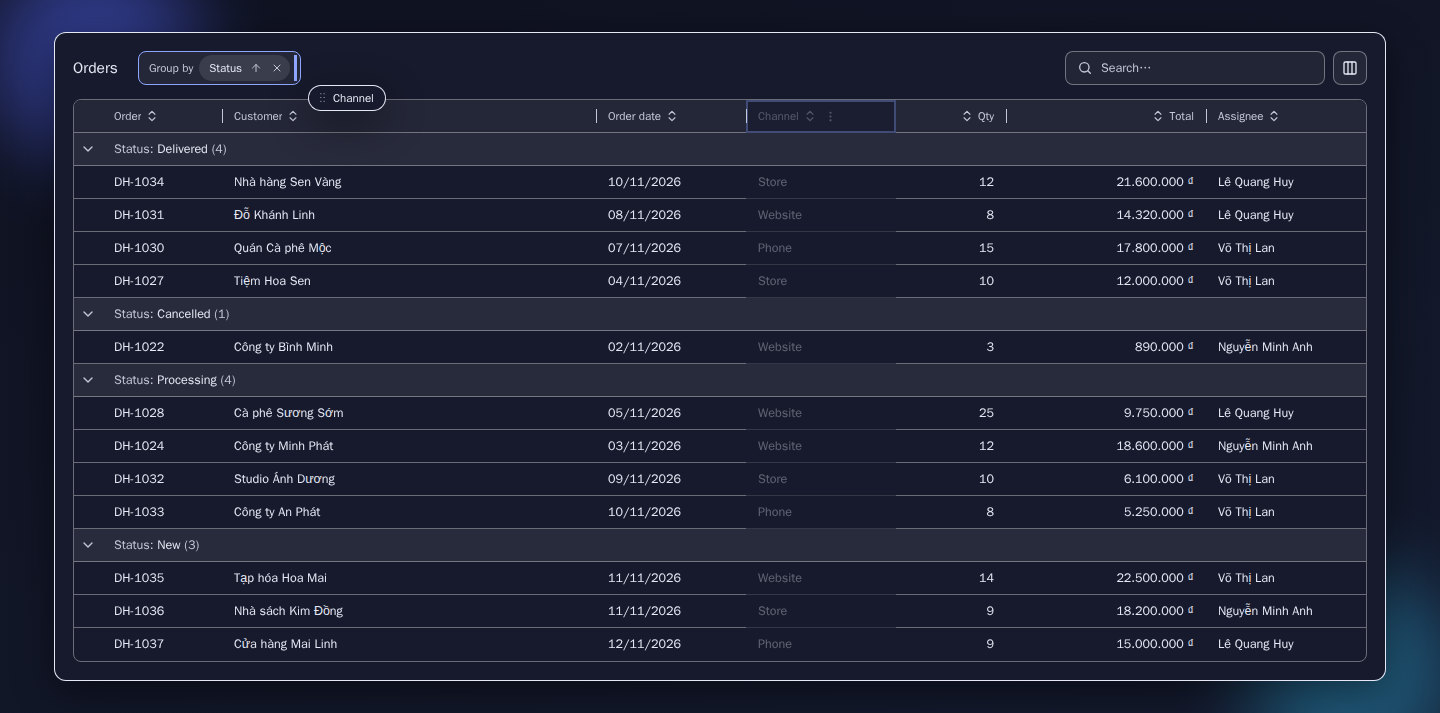 Orders Group by Status Search⋯
Channel
Order Customer Order date Channel Qty Total Assignee
Status: Delivered (4)
DH-1034 Nhà hàng Sen Vàng 10/11/2026 Store 12 21.600.000 ₫ Lê Quang Huy
DH-1031 Đỗ Khánh Linh 08/11/2026 Website 8 14.320.000 ₫ Lê Quang Huy
DH-1030 Quán Cà phê Mộc 07/11/2026 Phone 15 17.800.000 ₫ Võ Thị Lan
DH-1027 Tiệm Hoa Sen 04/11/2026 Store 10 12.000.000 ₫ Võ Thị Lan
Status: Cancelled (1)
DH-1022 Công ty Bình Minh 02/11/2026 Website 3 890.000 ₫ Nguyễn Minh Anh
Status: Processing (4)
DH-1028 Cà phê Sương Sớm 05/11/2026 Website 25 9.750.000 ₫ Lê Quang Huy
DH-1024 Công ty Minh Phát 03/11/2026 Website 12 18.600.000 ₫ Nguyễn Minh Anh
DH-1032 Studio Ánh Dương 09/11/2026 Store 10 6.100.000 ₫ Võ Thị Lan
DH-1033 Công ty An Phát 10/11/2026 Phone 8 5.250.000 ₫ Võ Thị Lan
Status: New (3)
DH-1035 Tạp hóa Hoa Mai 11/11/2026 Website 14 22.500.000 ₫ Võ Thị Lan
DH-1036 Nhà sách Kim Đồng 11/11/2026 Store 9 18.200.000 ₫ Nguyễn Minh Anh
DH-1037 Cửa hàng Mai Linh 12/11/2026 Phone 9 15.000.000 ₫ Lê Quang Huy